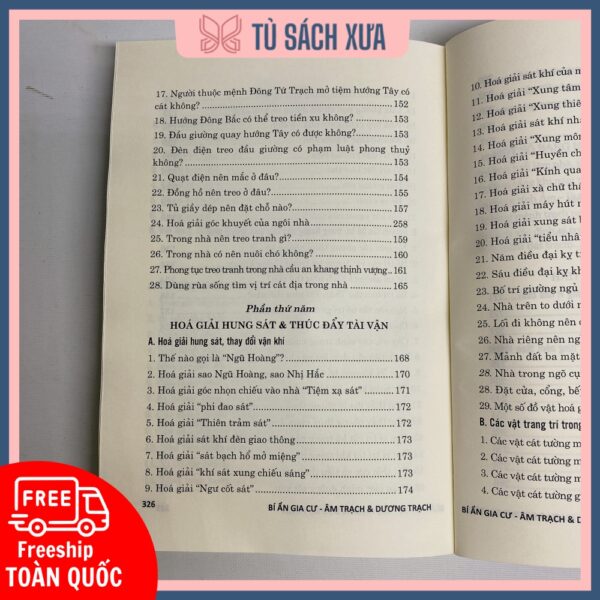 TỦ SÁCH XƯA
17. Người thuộc mệnh Đông Tứ Trạch mở tiệm hướng Tây có
cát không? 152
18. Hướng Đông Bắc có thể treo tiền xu không? 153
19. Đầu giường quay hướng Tây có được không? 153
20. Đèn điện treo đầu giường có phạm luật phong thuỷ
không? 153
21. Quạt điện nên mắc ở đâu? 154
22. Đồng hồ nên treo ở đâu? 155
23. Tủ giầy dép nên đặt chỗ nào? 157
24. Hoá giải góc khuyết của ngôi nhà 258
25. Trong nhà nên treo tranh gì? 159
26. Trong nhà có nên nuôi chó không? 160
27. Phong tục treo tranh trong nhà cầu an khang thịnh vượng 161
28. Dùng rùa sống tìm vị trí cát địa trong nhà 165
Phần thứ năm
HOÁ GIẢI HUNG SÁT & THÚC ĐẨY TÀI VẬN
A. Hoá giải hung sát, thay đổi vận khí
1. Thế nào gọi là "Ngũ Hoàng"? 168
2. Hoá giải sao Ngũ Hoàng, sao Nhị Hắc 170
3. Hoá giải góc nhọn chiếu vào nhà "Tiệm xạ sát" 171
4. Hoá giải "phi đao sát" 172
5. Hoá giải "Thiên trảm sát" 172
6. Hoá giải sát khí đèn giao thông 173
7. Hoá giải "sát bạch hổ mở miệng" 173
8. Hoá giải "khí sát xung chiếu sáng" 173
9. Hoá giải "Ngư cốt sát" 174
326
BÍ ẨN GIA CƯ - ÂM TRẠCH & DƯƠNG TRẠCH
10. Hoá giải sát khí của m
11. Hoá giải "Xung tâm
12. Hoá giải "Xung thiê
13. Hoá giải sát khí nhà
14. Hoá giải "Xung môn
15. Hoá giải "Huyền ch
16. Hoá giải "Kính qua
17. Hoá giải xà chữ thậ
18. Hoá giải máy hút m
19. Hoá giải xung sát b
20. Hoá giải "tiểu nhâ
21. Năm điều đại kỵ t
22. Sáu điều đại kỵ kh
23. Bố trí giường ngủ
24. Nhà trên to dưới n
25. Lối đi không nên c
26. Nhà riêng nên ng
27. Mảnh đất ba mặt
28. Nhà trong ngõ cụ
28. Đặt cửa, cổng, bế
29. Một số đồ vật hoá g
B. Các vật trang trí trong
1. Các vật cát tường
2. Các vật cát tường
3. Các vật cát tường g
4. Các vật cát tường g
BÍ ẨN GIA CƯ - ÂM TRẠCH & DƯƠN
FREE
Freeship
TOÀN QUỐC